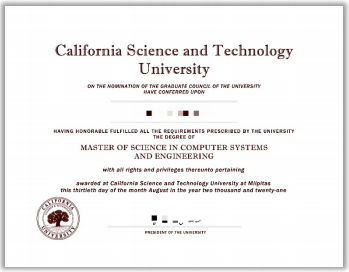 California Science and Technology
University
ON THE NOMINATION OF THE GRADUATE COUNCIL OF THE UNIVERSITY
HAVE CONFERRED UPON
HAVING HONORABLE FULFILLED ALL THE REQUIREMENTS PRESCRIBED BY THE UNIVERSITY
THE DEGREE OF
MASTER OF SCIENCE IN COMPUTER SYSTEMS
AND ENGINEERING
with all rights and privileges thereunto pertaining
awarded at California Science and Technology University at Milpitas
this thirtieth day of the month August in the year two thousand and twenty-one
CALIFORNIA
UNIVERSITY
PRESIDENT OF THE UNIVERSITY